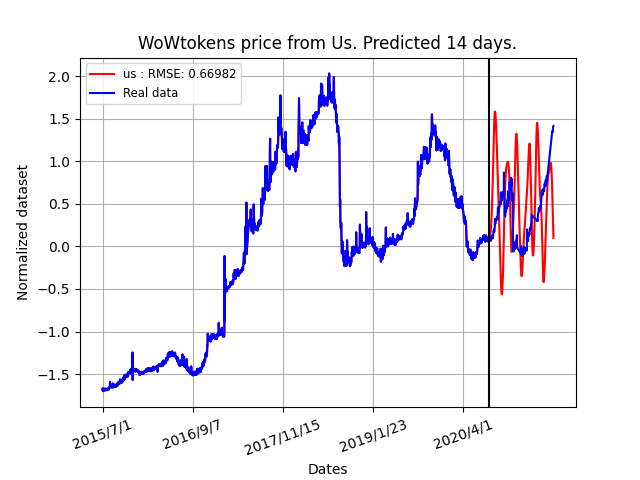 WoWtokens price from Us. Predicted 14 days.
us : RMSE: 0.66982
Real data
Normalized dataset
2.0
1.5
1.0
0.5
0.0
−0.5
−1.0
−1.5
2015/7/1
2016/9/7
2017/11/15
2019/1/23
2020/4/1
Dates